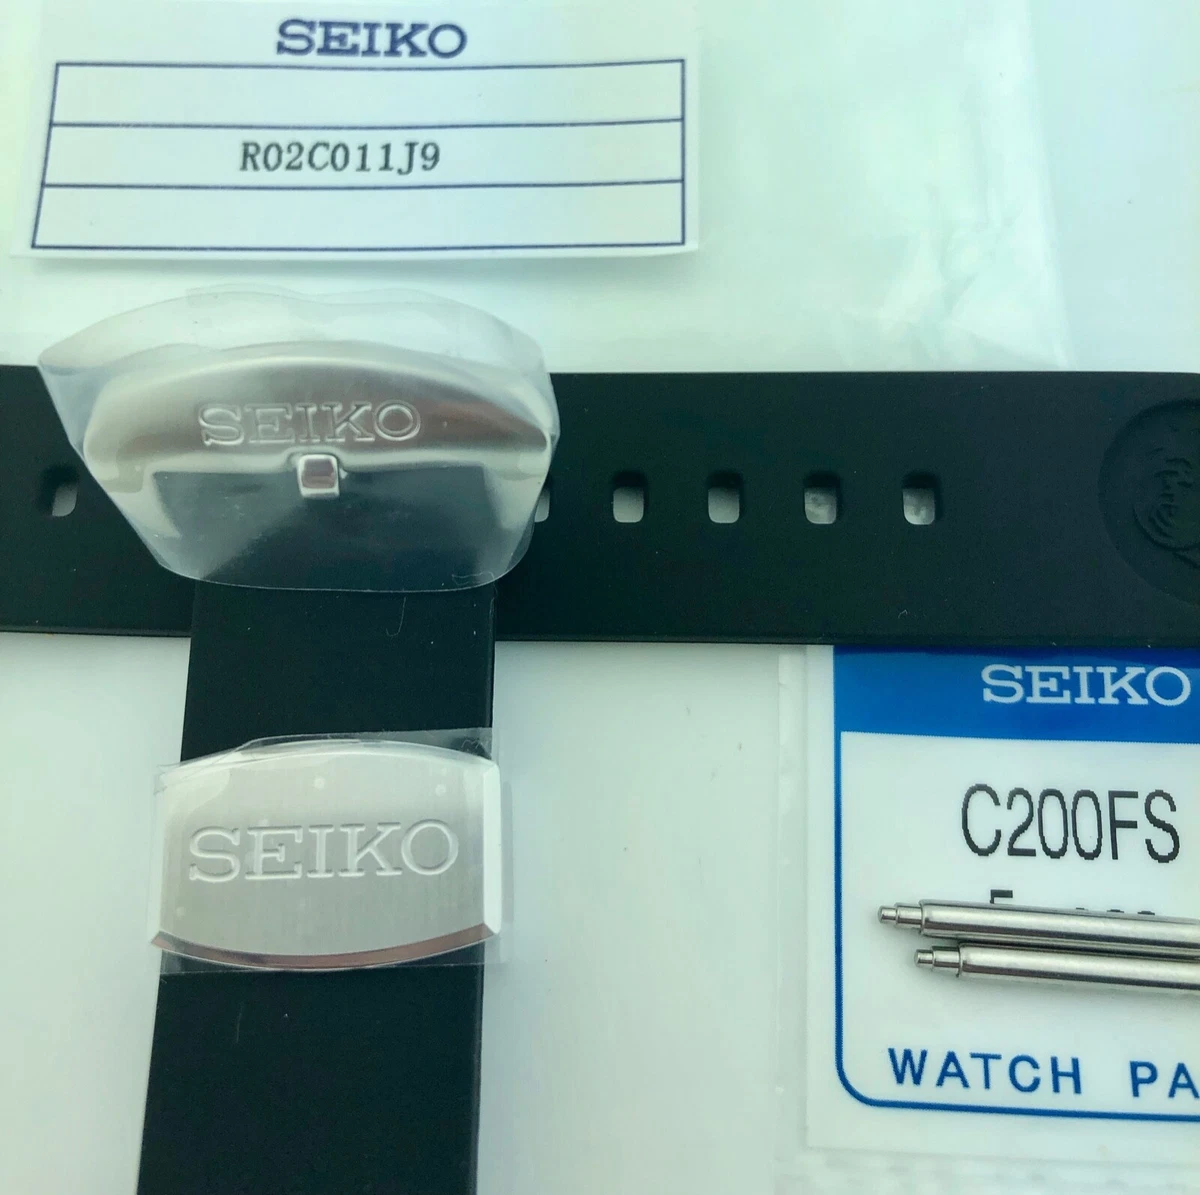 SEIKO
R02C011J9
SEIKO
SEIKO
SEIKO
C200FS
WATCH PA